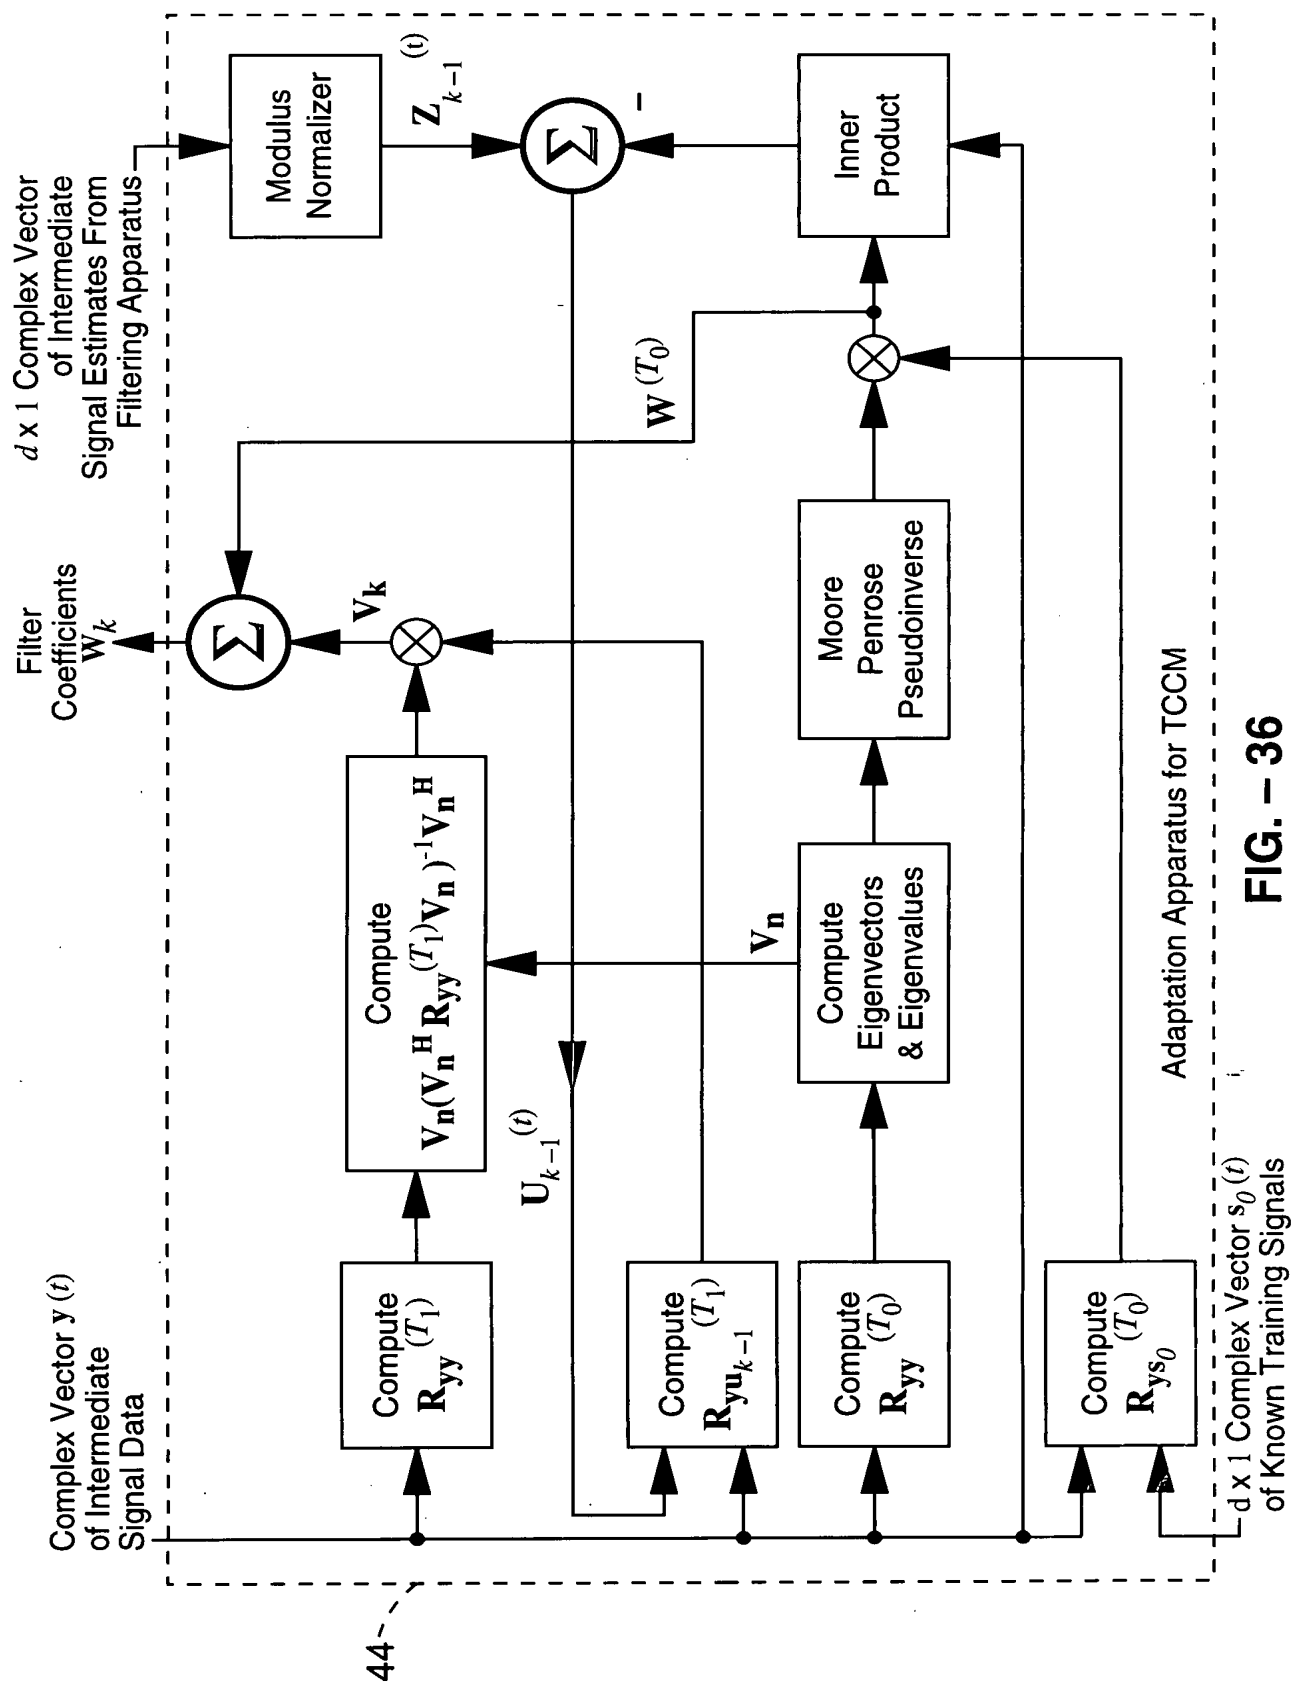 Complex Vector y (t)
of Intermediate
Signal Data
Filter
Coefficients
W_k
d x 1 Complex Vector
of Intermediate
Signal Estimates From
Filtering Apparatus
44
Compute
R_yy^(T_1)
Compute
V_n(V_n^H R_yy^(T_1) V_n)^-1 V_n^H
V_k
Σ
Modulus
Normalizer
Z_k-1^(t)
U_k-1^(t)
Σ
−
W^(T_0)
Compute
R_yu_k-1^(T_1)
V_n
Compute
R_yy^(T_0)
Compute
Eigenvectors
& Eigenvalues
Moore
Penrose
Pseudoinverse
Inner
Product
Compute
R_ys_0^(T_0)
Adaptation Apparatus for TCCM
d x 1 Complex Vector s_0 (t)
of Known Training Signals
FIG. – 36